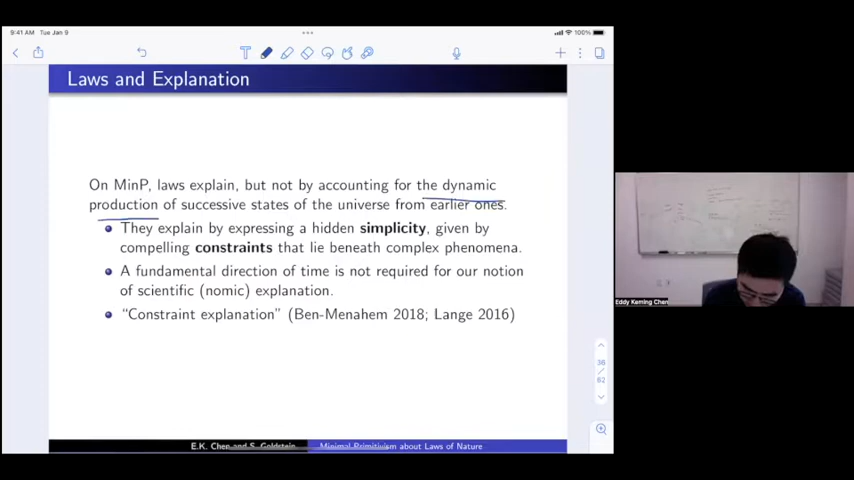 9:41 AM Tue Jan 9
100%
Laws and Explanation
On MinP, laws explain, but not by accounting for the dynamic
production of successive states of the universe from earlier ones.
They explain by expressing a hidden simplicity, given by
compelling constraints that lie beneath complex phenomena.
A fundamental direction of time is not required for our notion
of scientific (nomic) explanation.
“Constraint explanation” (Ben-Menahem 2018; Lange 2016)
36
/
62
E.K. Chen and S. Goldstein
Minimal Primitivism about Laws of Nature
Eddy Keming Chen